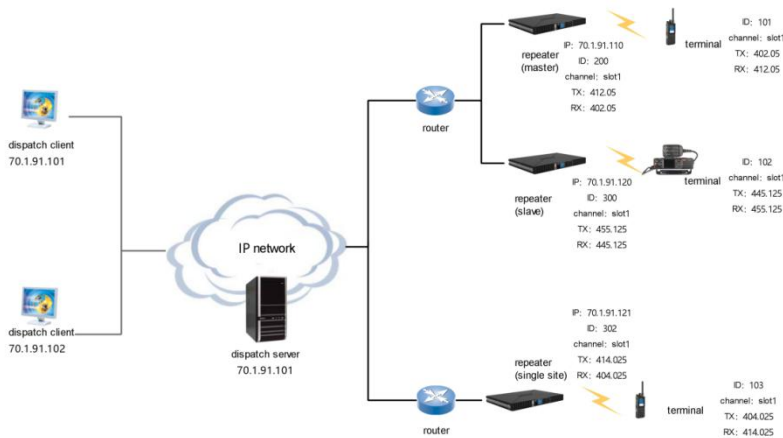 dispatch client
70.1.91.101
dispatch client
70.1.91.102
IP network
dispatch server
70.1.91.101
router
repeater
(master)
IP: 70.1.91.110
ID: 200
channel: slot1
TX: 412.05
RX: 402.05
terminal
ID: 101
channel: slot1
TX: 402.05
RX: 412.05
repeater
(slave)
IP: 70.1.91.120
ID: 300
channel: slot1
TX: 455.125
RX: 445.125
terminal
ID: 102
channel: slot1
TX: 445.125
RX: 455.125
router
repeater
(single site)
IP: 70.1.91.121
ID: 302
channel: slot1
TX: 414.025
RX: 404.025
terminal
ID: 103
channel: slot1
TX: 404.025
RX: 414.025